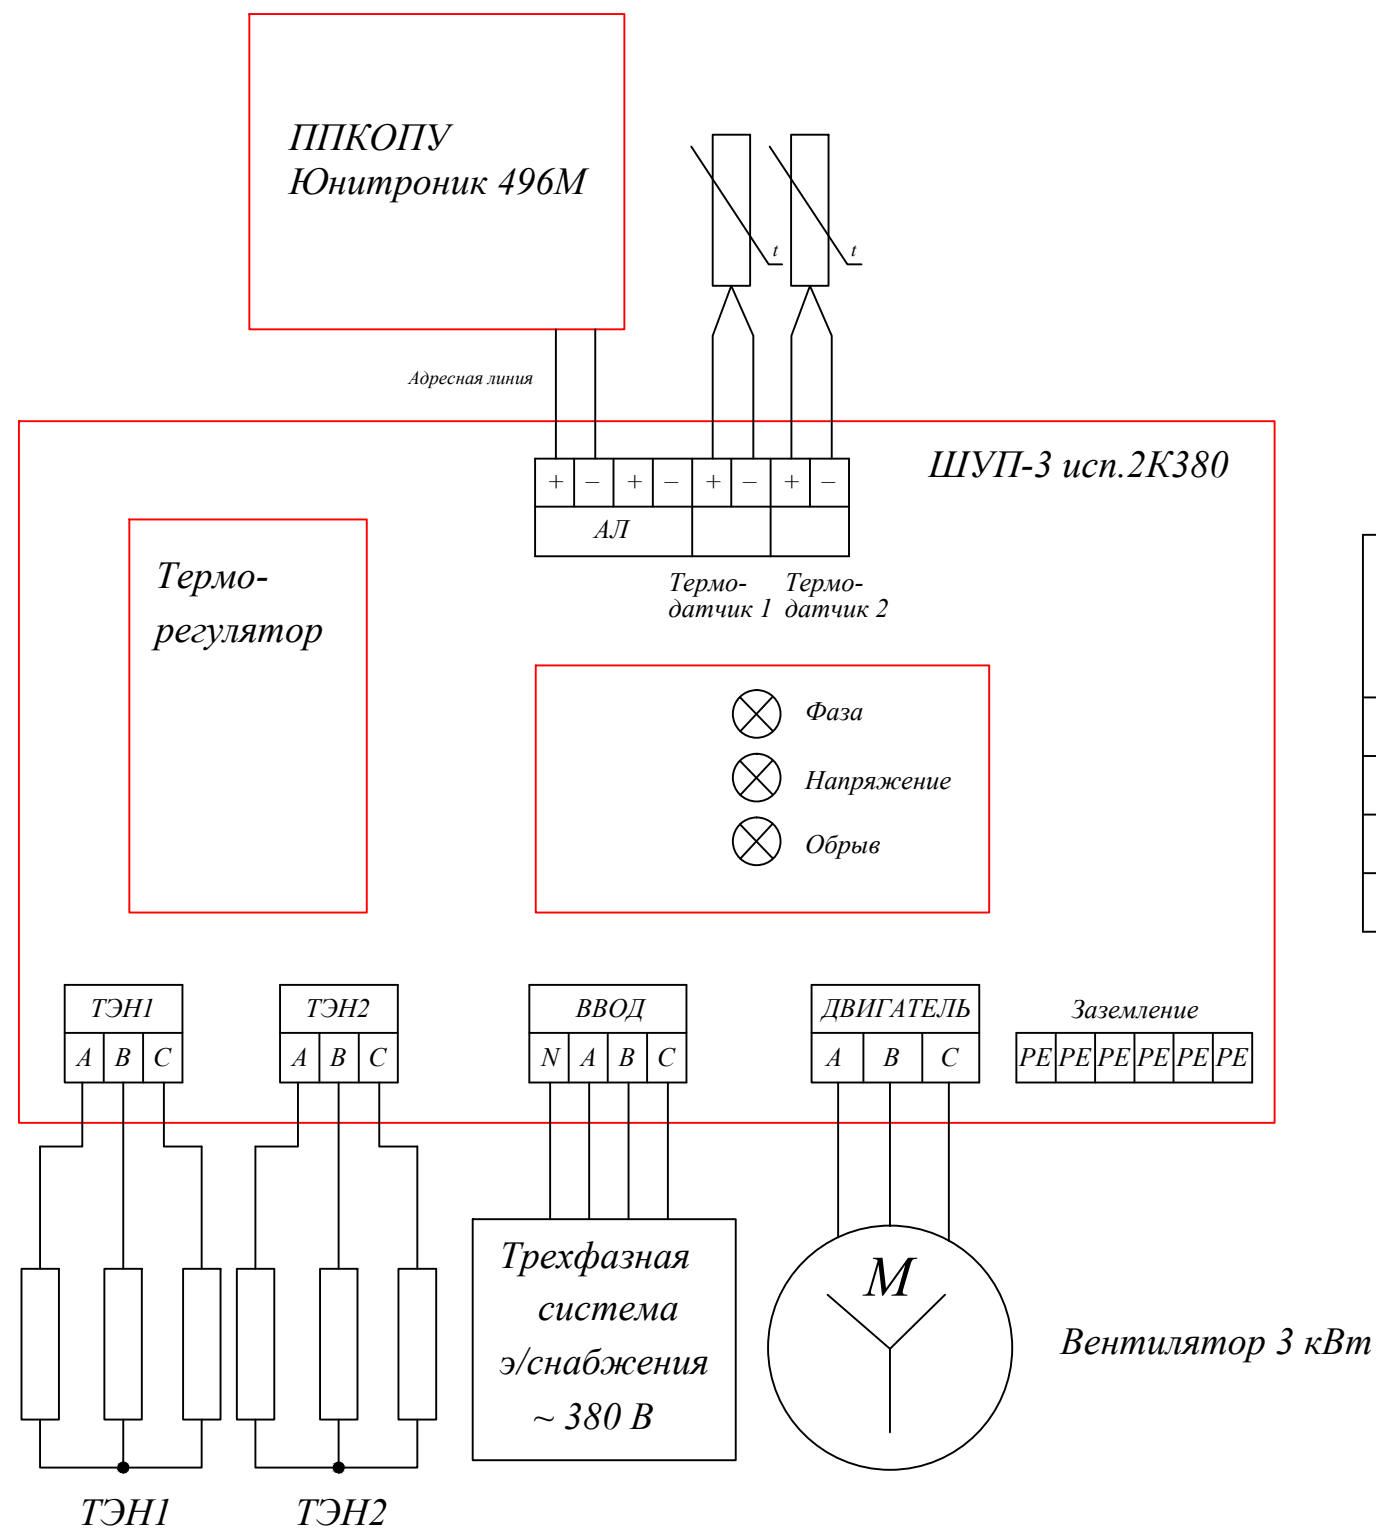 ППКОПУ
Юнитроник 496М
t
t
Адресная линия
ШУП-3 исп.2К380
+ – + – + – + –
АЛ
Термо-
датчик 1
Термо-
датчик 2
Термо-
регулятор
Фаза
Напряжение
Обрыв
ТЭН1
A B C
ТЭН2
A B C
ВВОД
N A B C
ДВИГАТЕЛЬ
A B C
Заземление
PE PE PE PE PE PE
Трехфазная
система
э/снабжения
~ 380 В
М
Вентилятор 3 кВт
ТЭН1
ТЭН2